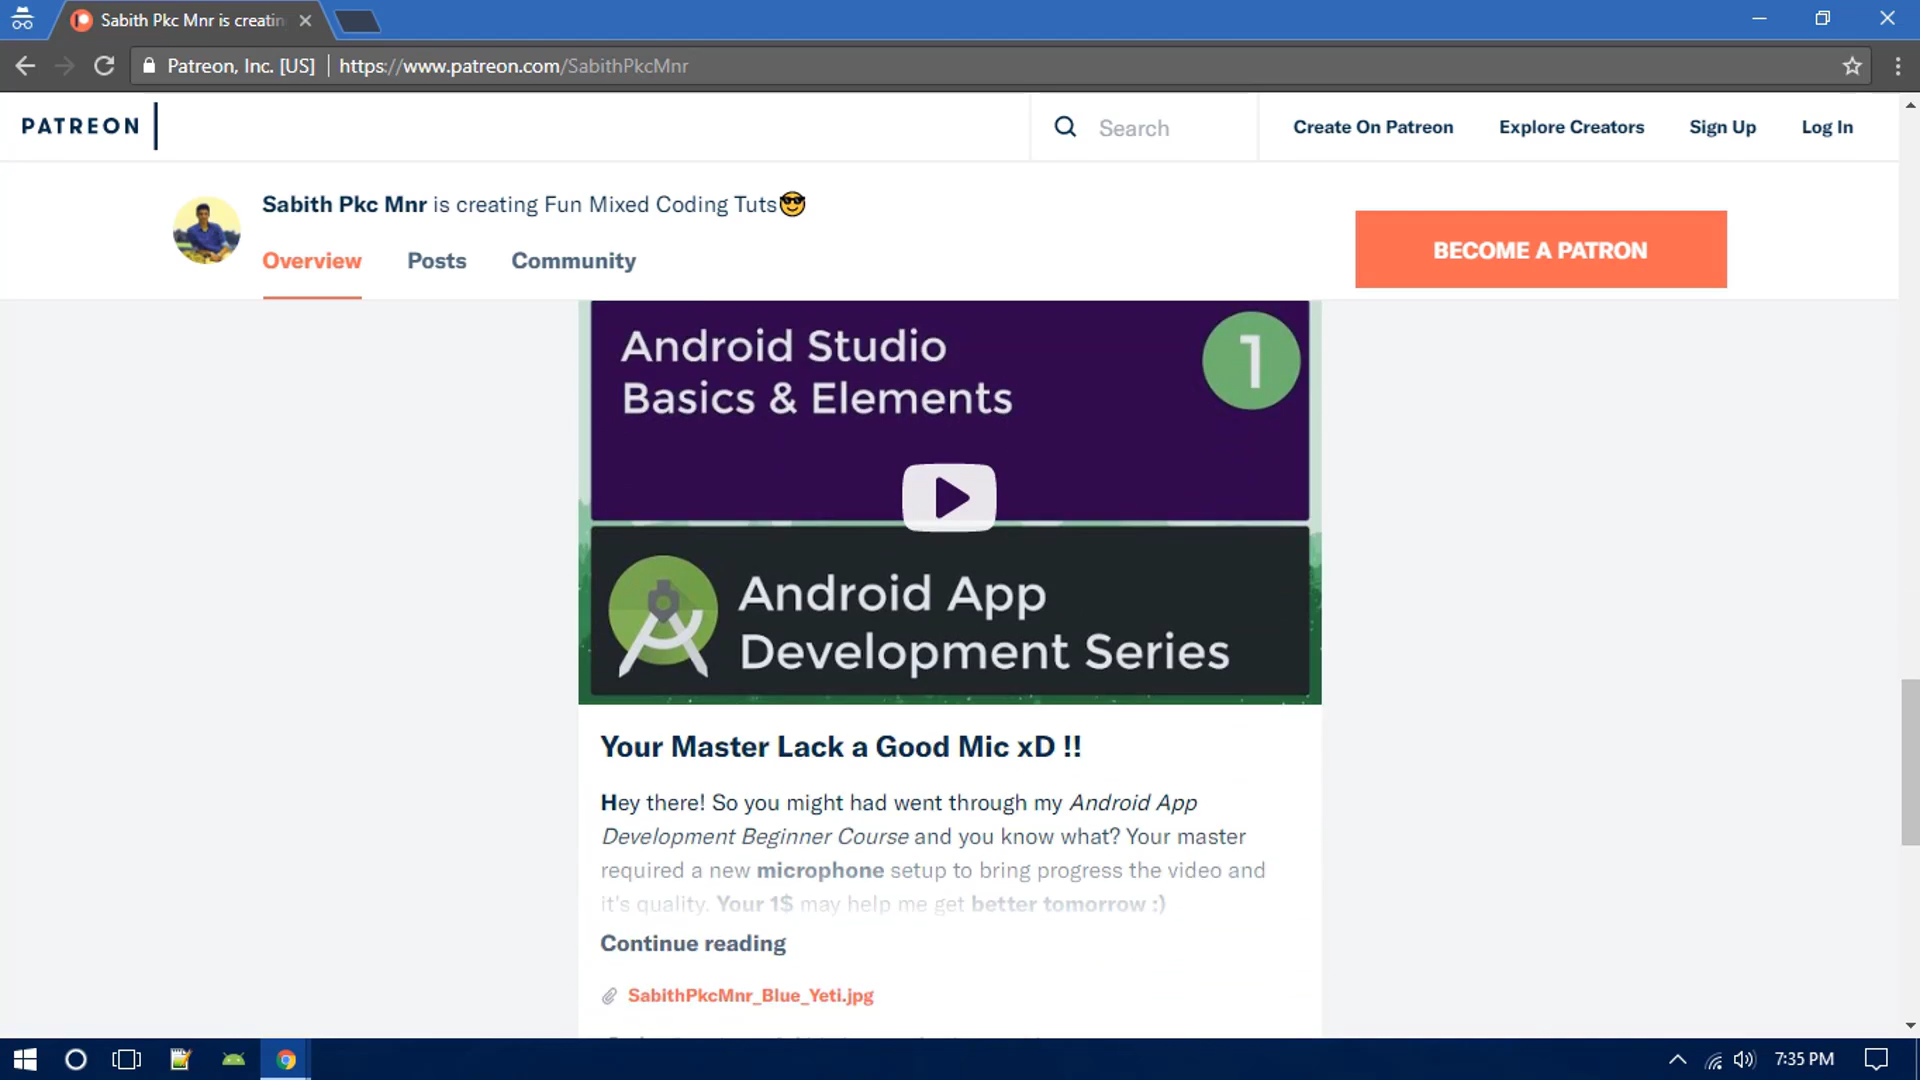 Sabith Pkc Mnr is creatin
Patreon, Inc. [US] https://www.patreon.com/SabithPkcMnr
PATREON
Search
Create On Patreon
Explore Creators
Sign Up
Log In
Sabith Pkc Mnr is creating Fun Mixed Coding Tuts😎
Overview
Posts
Community
BECOME A PATRON
Android Studio
Basics & Elements
1
Android App
Development Series
Your Master Lack a Good Mic xD !!
Hey there! So you might had went through my Android App
Development Beginner Course and you know what? Your master
required a new microphone setup to bring progress the video and
it's quality. Your 1$ may help me get better tomorrow :)
Continue reading
SabithPkcMnr_Blue_Yeti.jpg
7:35 PM